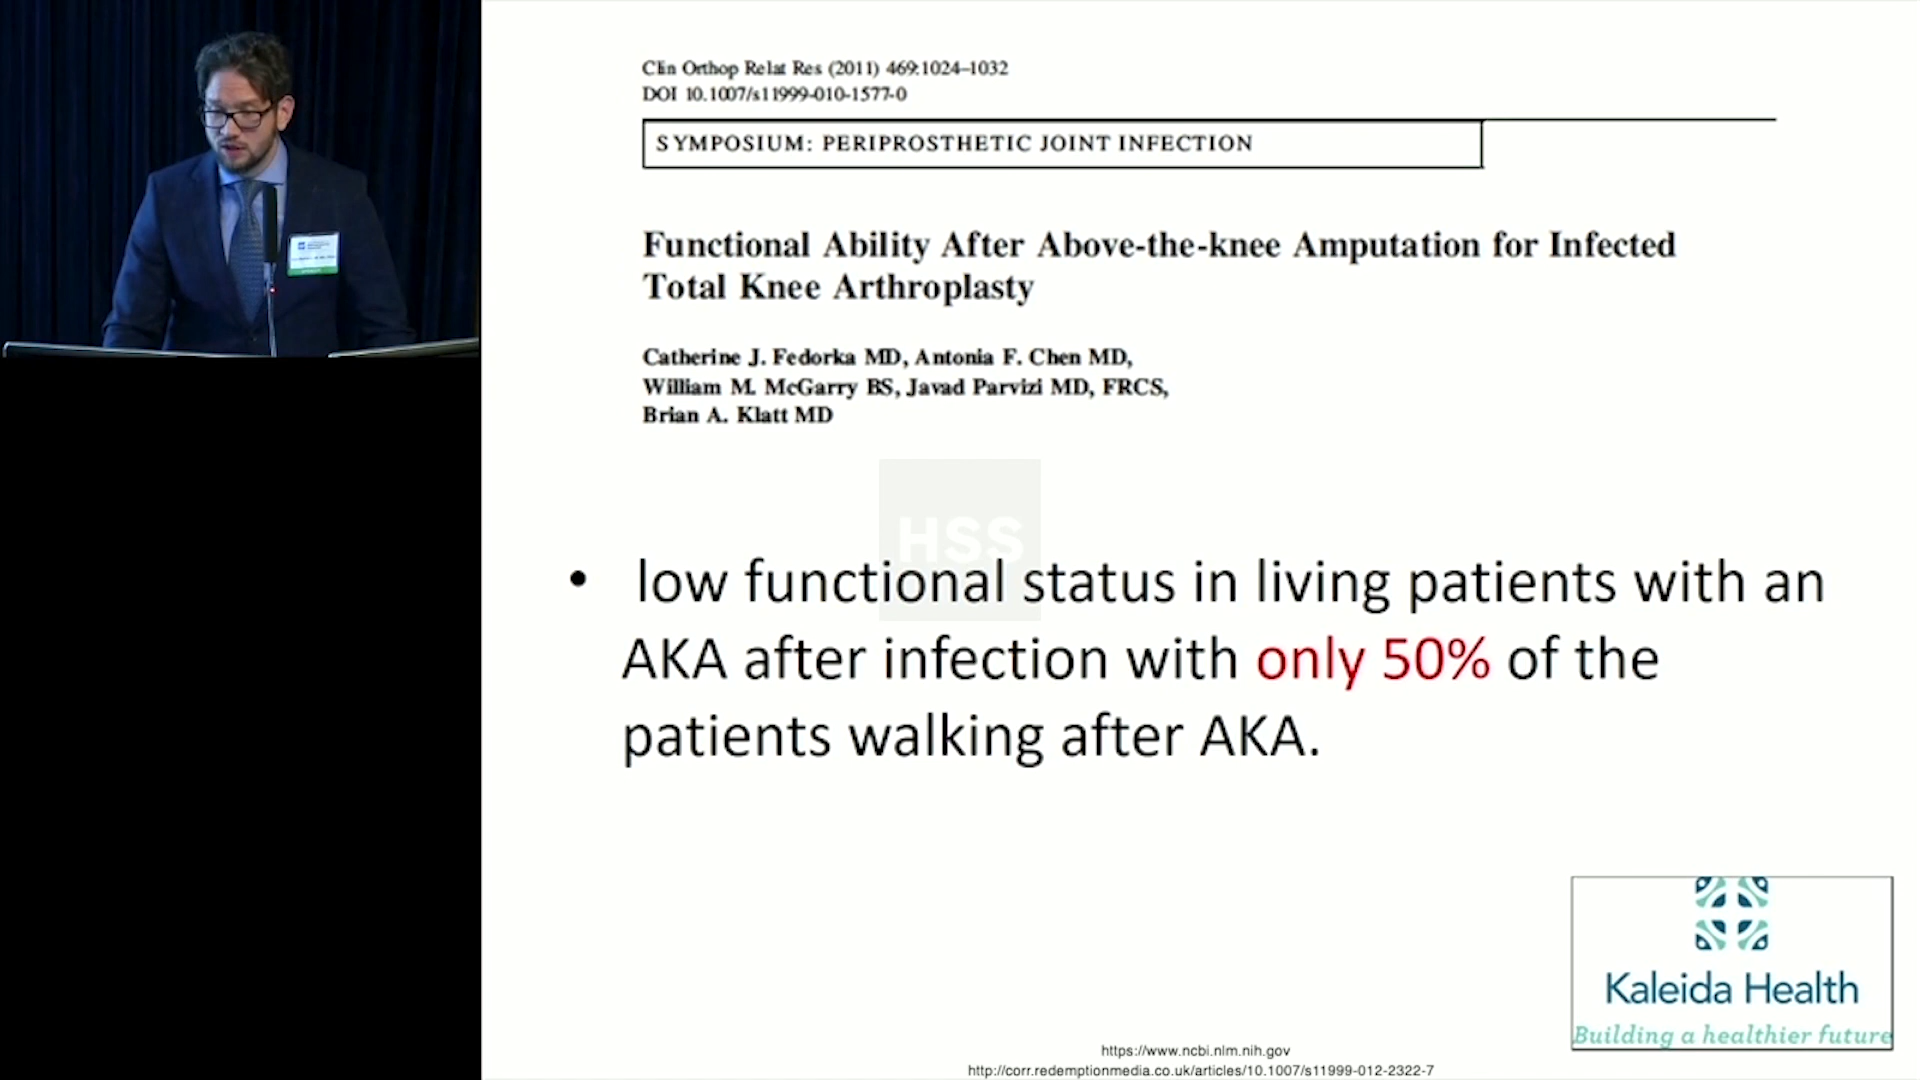 Clin Orthop Relat Res (2011) 469:1024–1032
DOI 10.1007/s11999-010-1577-0
SYMPOSIUM: PERIPROSTHETIC JOINT INFECTION
Functional Ability After Above-the-knee Amputation for Infected
Total Knee Arthroplasty
Catherine J. Fedorka MD, Antonia F. Chen MD,
William M. McGarry BS, Javad Parvizi MD, FRCS,
Brian A. Klatt MD
HSS
• low functional status in living patients with an
AKA after infection with only 50% of the
patients walking after AKA.
Kaleida Health
Building a healthier future
https://www.ncbi.nlm.nih.gov
http://corr.redemptionmedia.co.uk/articles/10.1007/s11999-012-2322-7